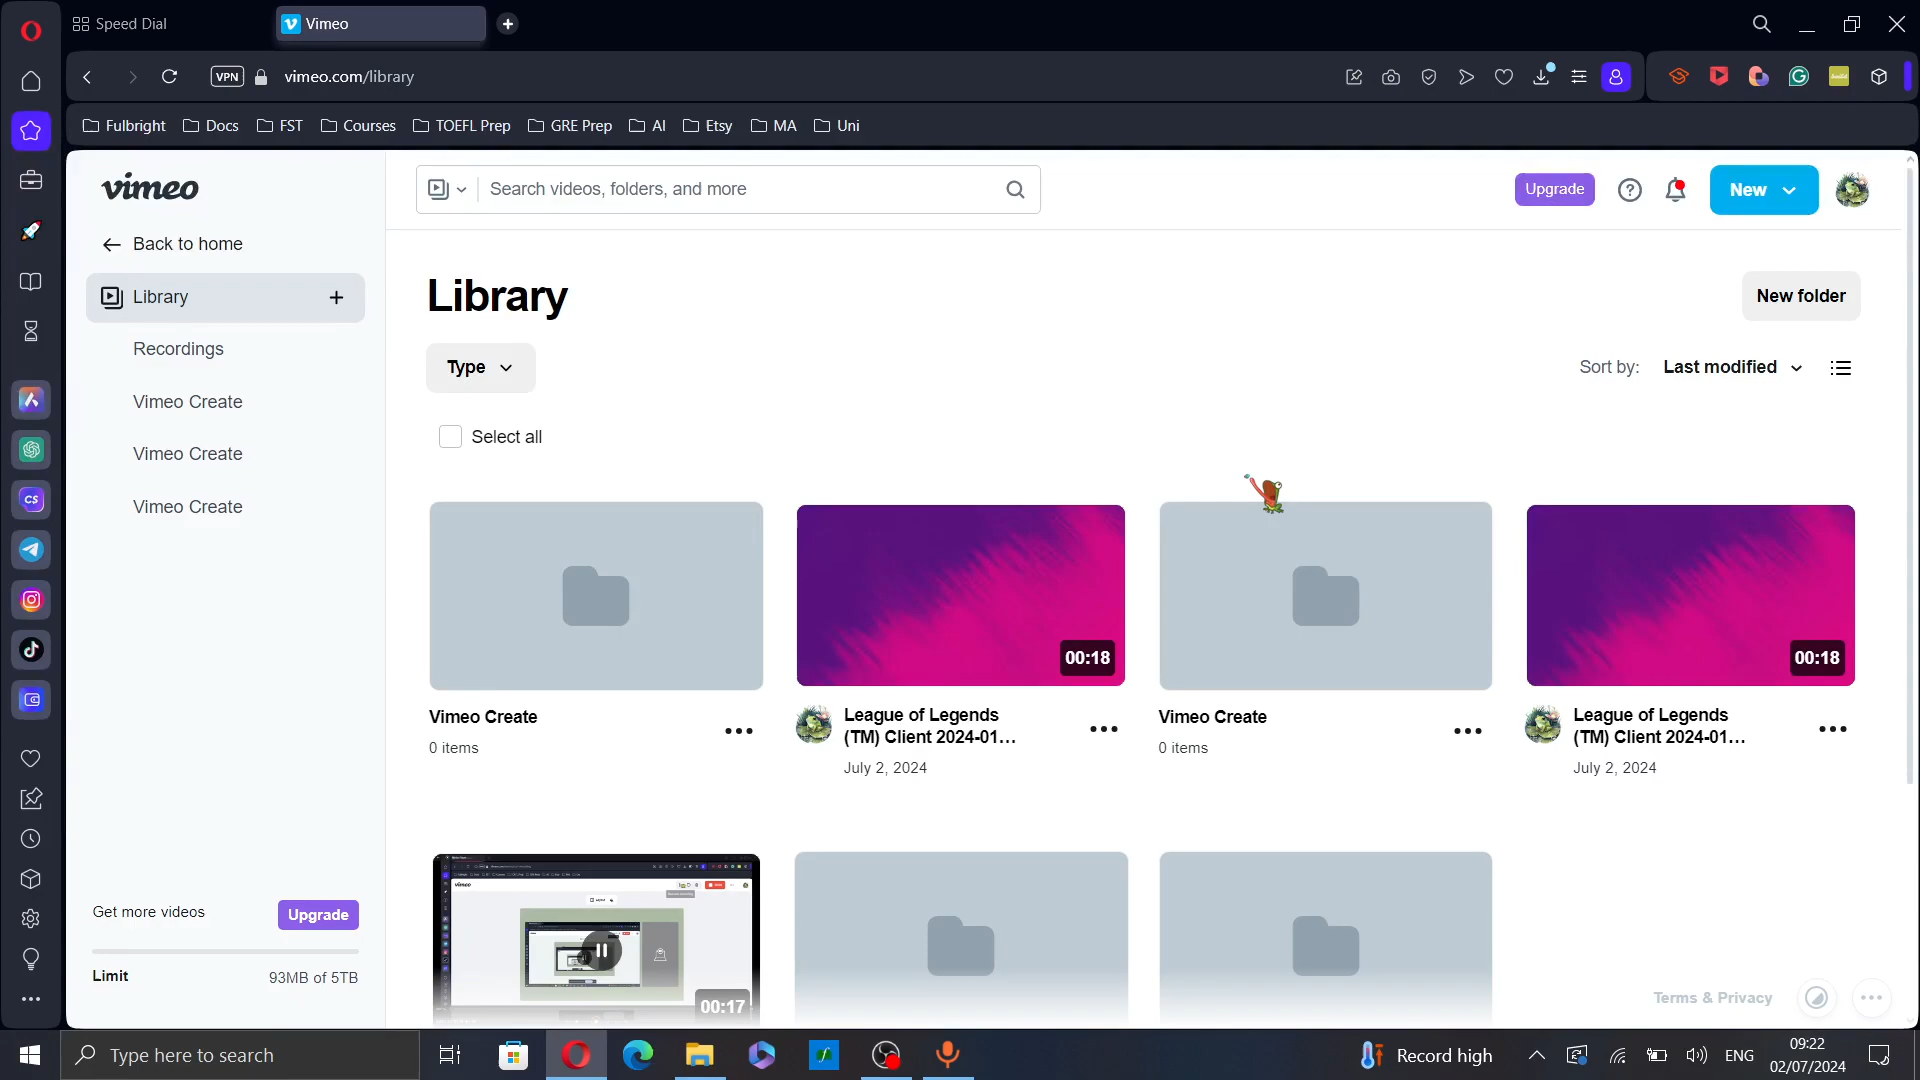 Speed Dial
Vimeo
VPN
vimeo.com/library
build
Fulbright
Docs
FST
Courses
TOEFL Prep
GRE Prep
AI
Etsy
MA
Uni
vimeo
Search videos, folders, and more
Upgrade
New
Back to home
Library
Recordings
Vimeo Create
Vimeo Create
Vimeo Create
CS
Get more videos
Upgrade
Limit
93MB of 5TB
Library
New folder
Type
Sort by:
Last modified
Select all
00:18
00:18
Vimeo Create
0 items
League of Legends
(TM) Client 2024-01...
July 2, 2024
Vimeo Create
0 items
League of Legends
(TM) Client 2024-01...
July 2, 2024
vimeo
00:17
Terms & Privacy
Type here to search
Record high
ENG
09:22
02/07/2024